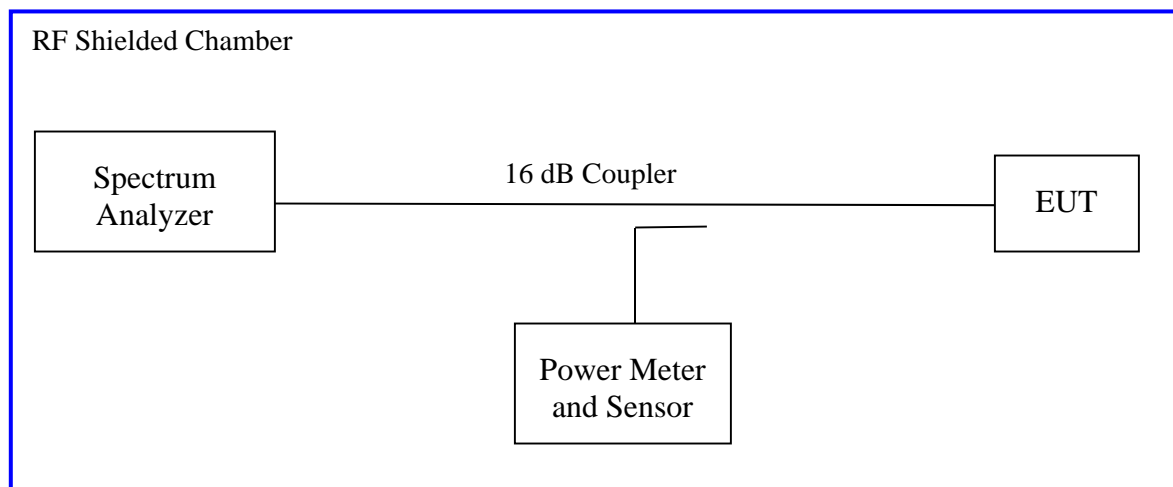 RF Shielded Chamber
Spectrum
Analyzer
16 dB Coupler
EUT
Power Meter
and Sensor